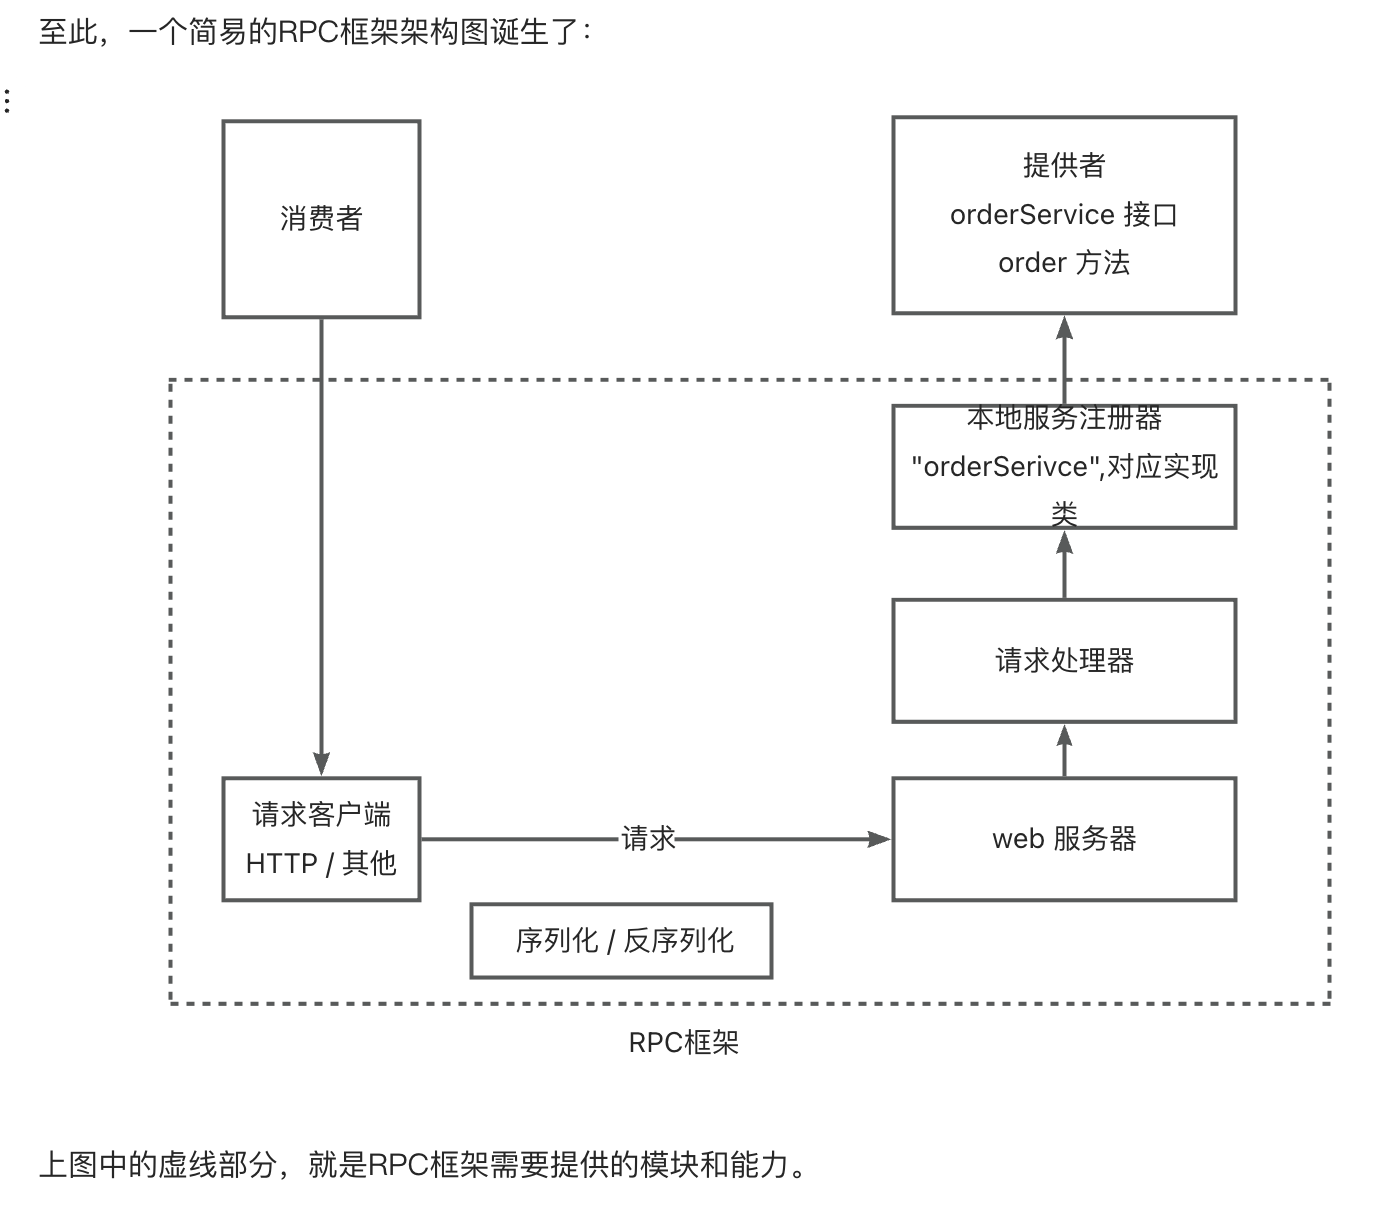 至此，一个简易的RPC框架架构图诞生了：
消费者
提供者
orderService 接口
order 方法
本地服务注册器
"orderSerivce",对应实现
类
请求处理器
请求客户端
HTTP / 其他
请求
web 服务器
序列化 / 反序列化
RPC框架
上图中的虚线部分，就是RPC框架需要提供的模块和能力。